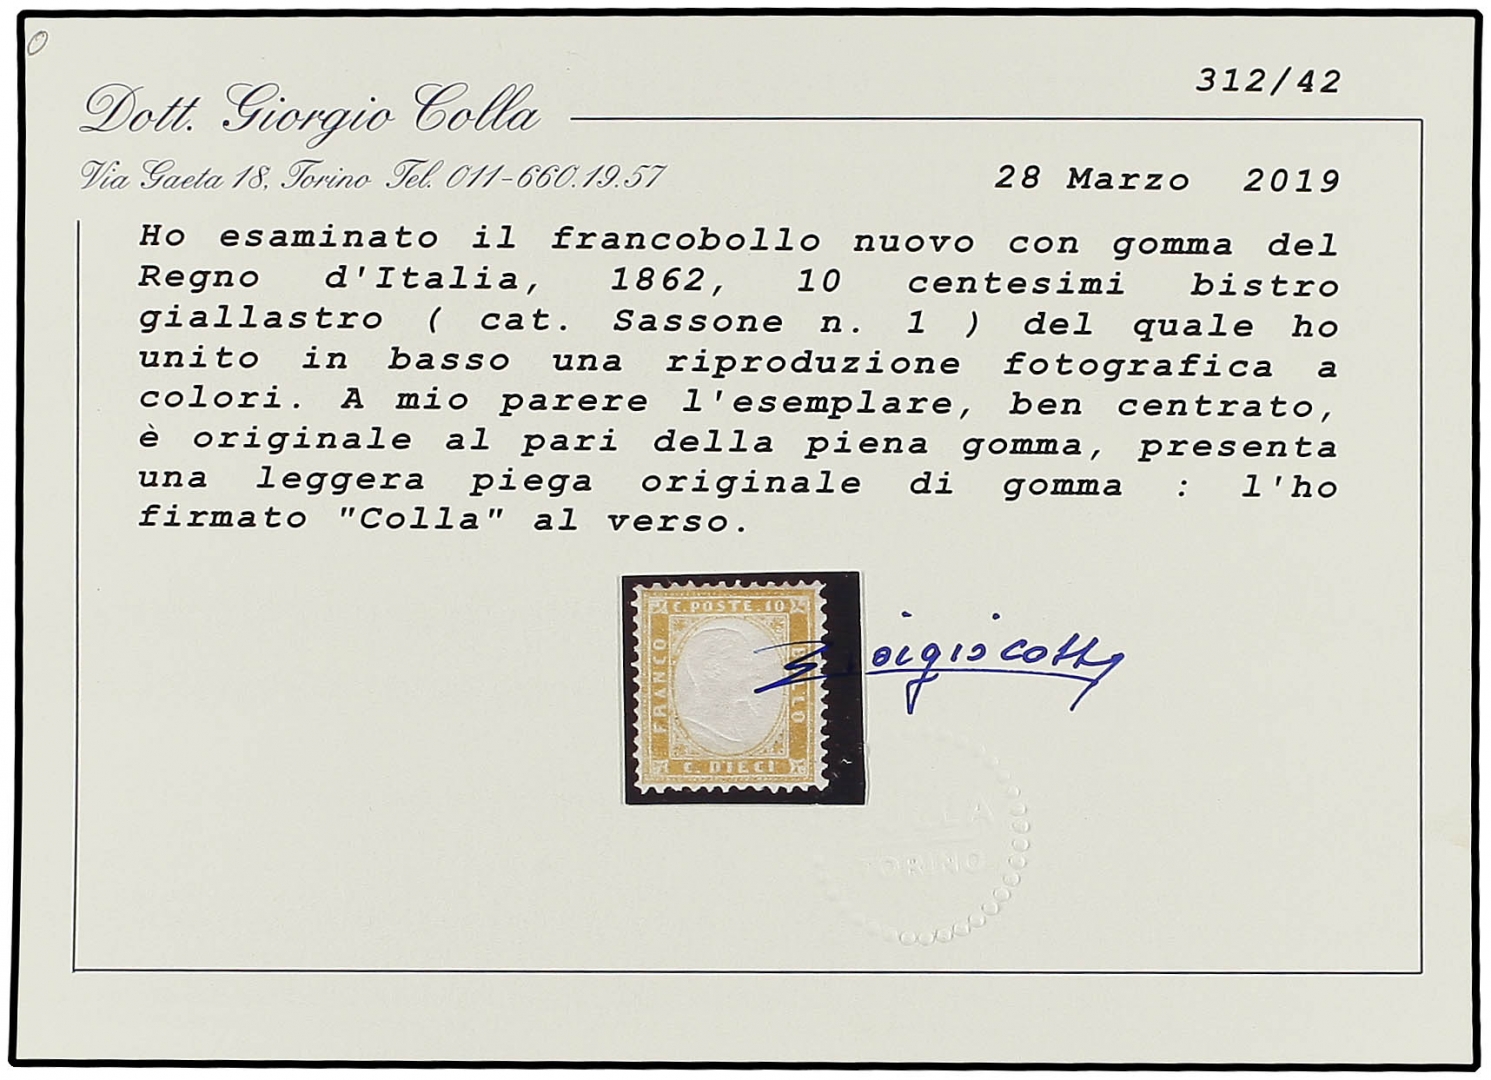 312/42
Dott. Giorgio Colla
Via Gaeta 18, Torino Tel. 011-660.19.57
28 Marzo 2019
Ho esaminato il francobollo nuovo con gomma del
Regno d'Italia, 1862, 10 centesimi bistro
giallastro ( cat. Sassone n. 1 ) del quale ho
unito in basso una riproduzione fotografica a
colori. A mio parere l'esemplare, ben centrato,
è originale al pari della piena gomma, presenta
una leggera piega originale di gomma : l'ho
firmato "Colla" al verso.
C. POSTE. 10
FRANCO
C. DIECI
Giorgio Colla
TORINO